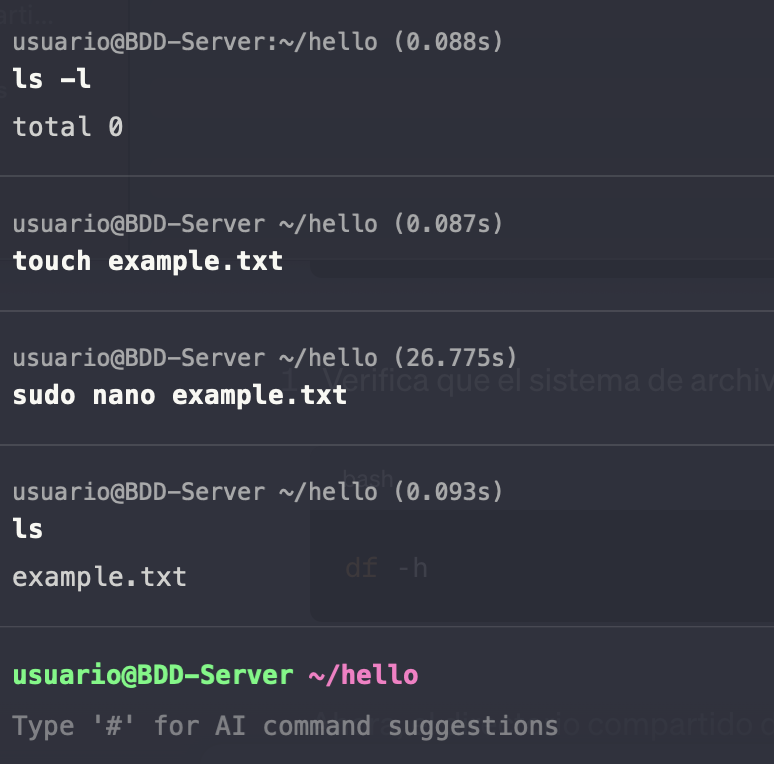 arti...
usuario@BDD-Server:~/hello (0.088s)
ls -l
total 0
usuario@BDD-Server ~/hello (0.087s)
touch example.txt
usuario@BDD-Server ~/hello (26.775s)
1. Verifica que el sistema de archiv
sudo nano example.txt
bash
usuario@BDD-Server ~/hello (0.093s)
ls
df -h
example.txt
usuario@BDD-Server ~/hello
Type '#' for AI command suggestions
compartido